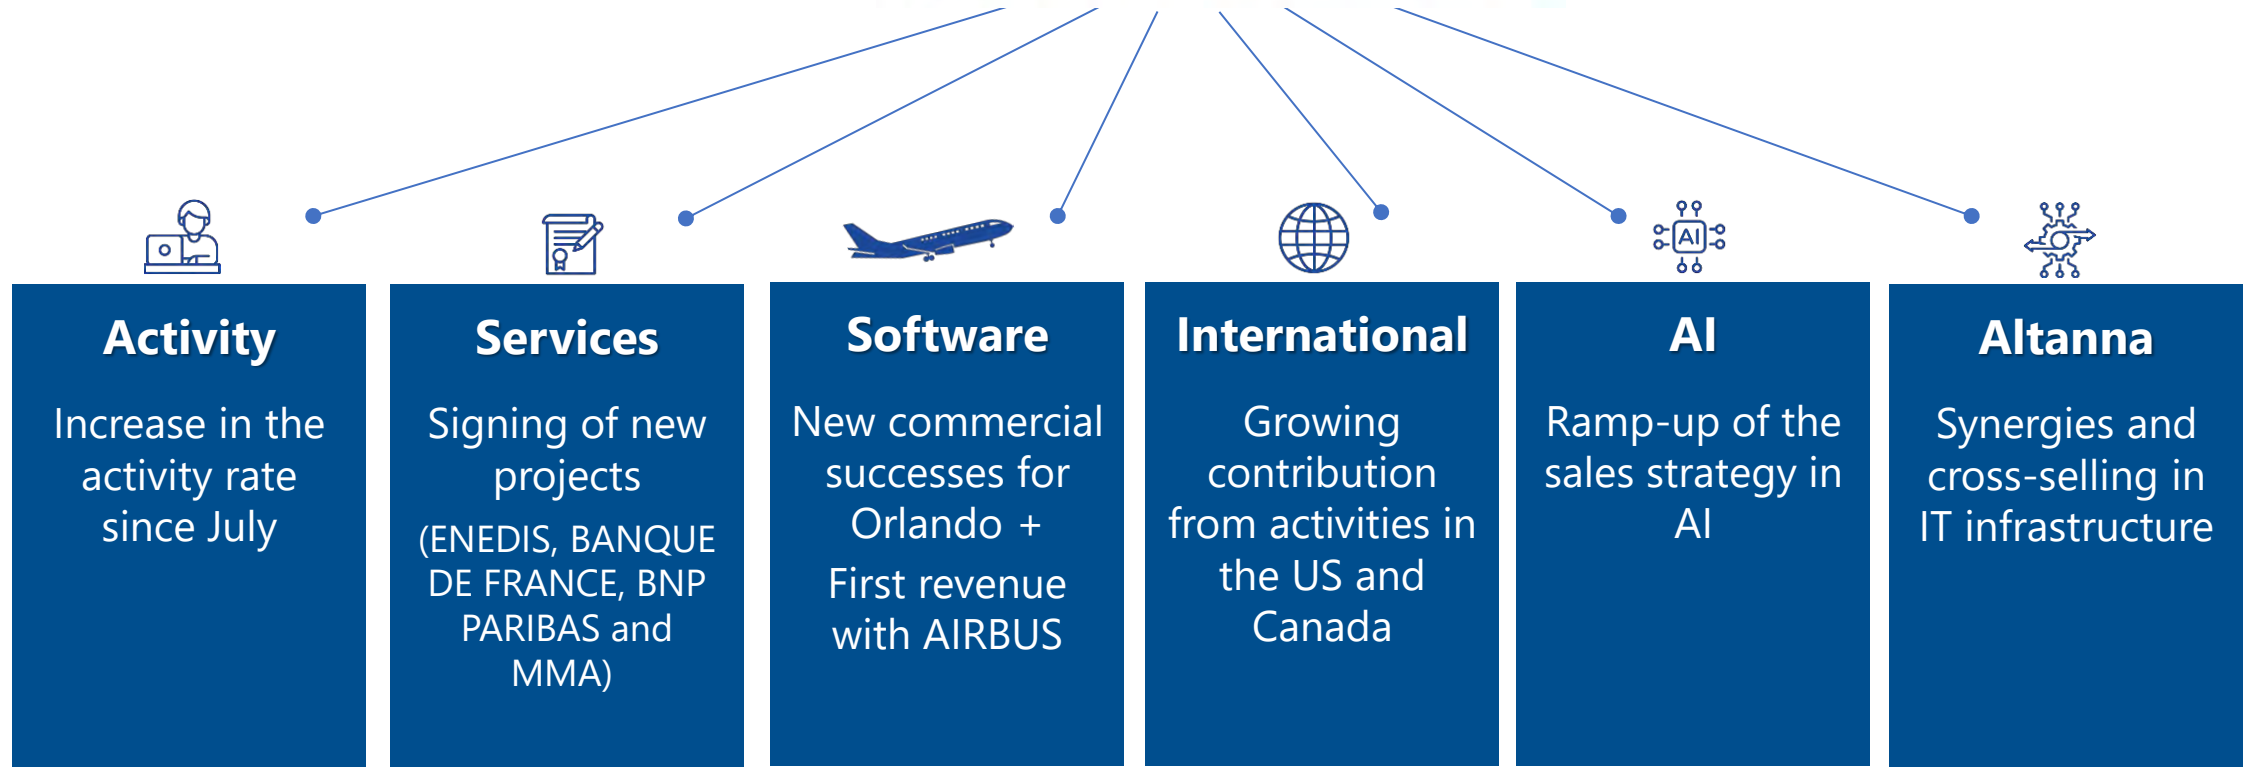 AI
Activity
Increase in the
activity rate
since July
Services
Signing of new
projects
(ENEDIS, BANQUE
DE FRANCE, BNP
PARIBAS and
MMA)
Software
New commercial
successes for
Orlando +
First revenue
with AIRBUS
International
Growing
contribution
from activities in
the US and
Canada
AI
Ramp-up of the
sales strategy in
AI
Altanna
Synergies and
cross-selling in
IT infrastructure